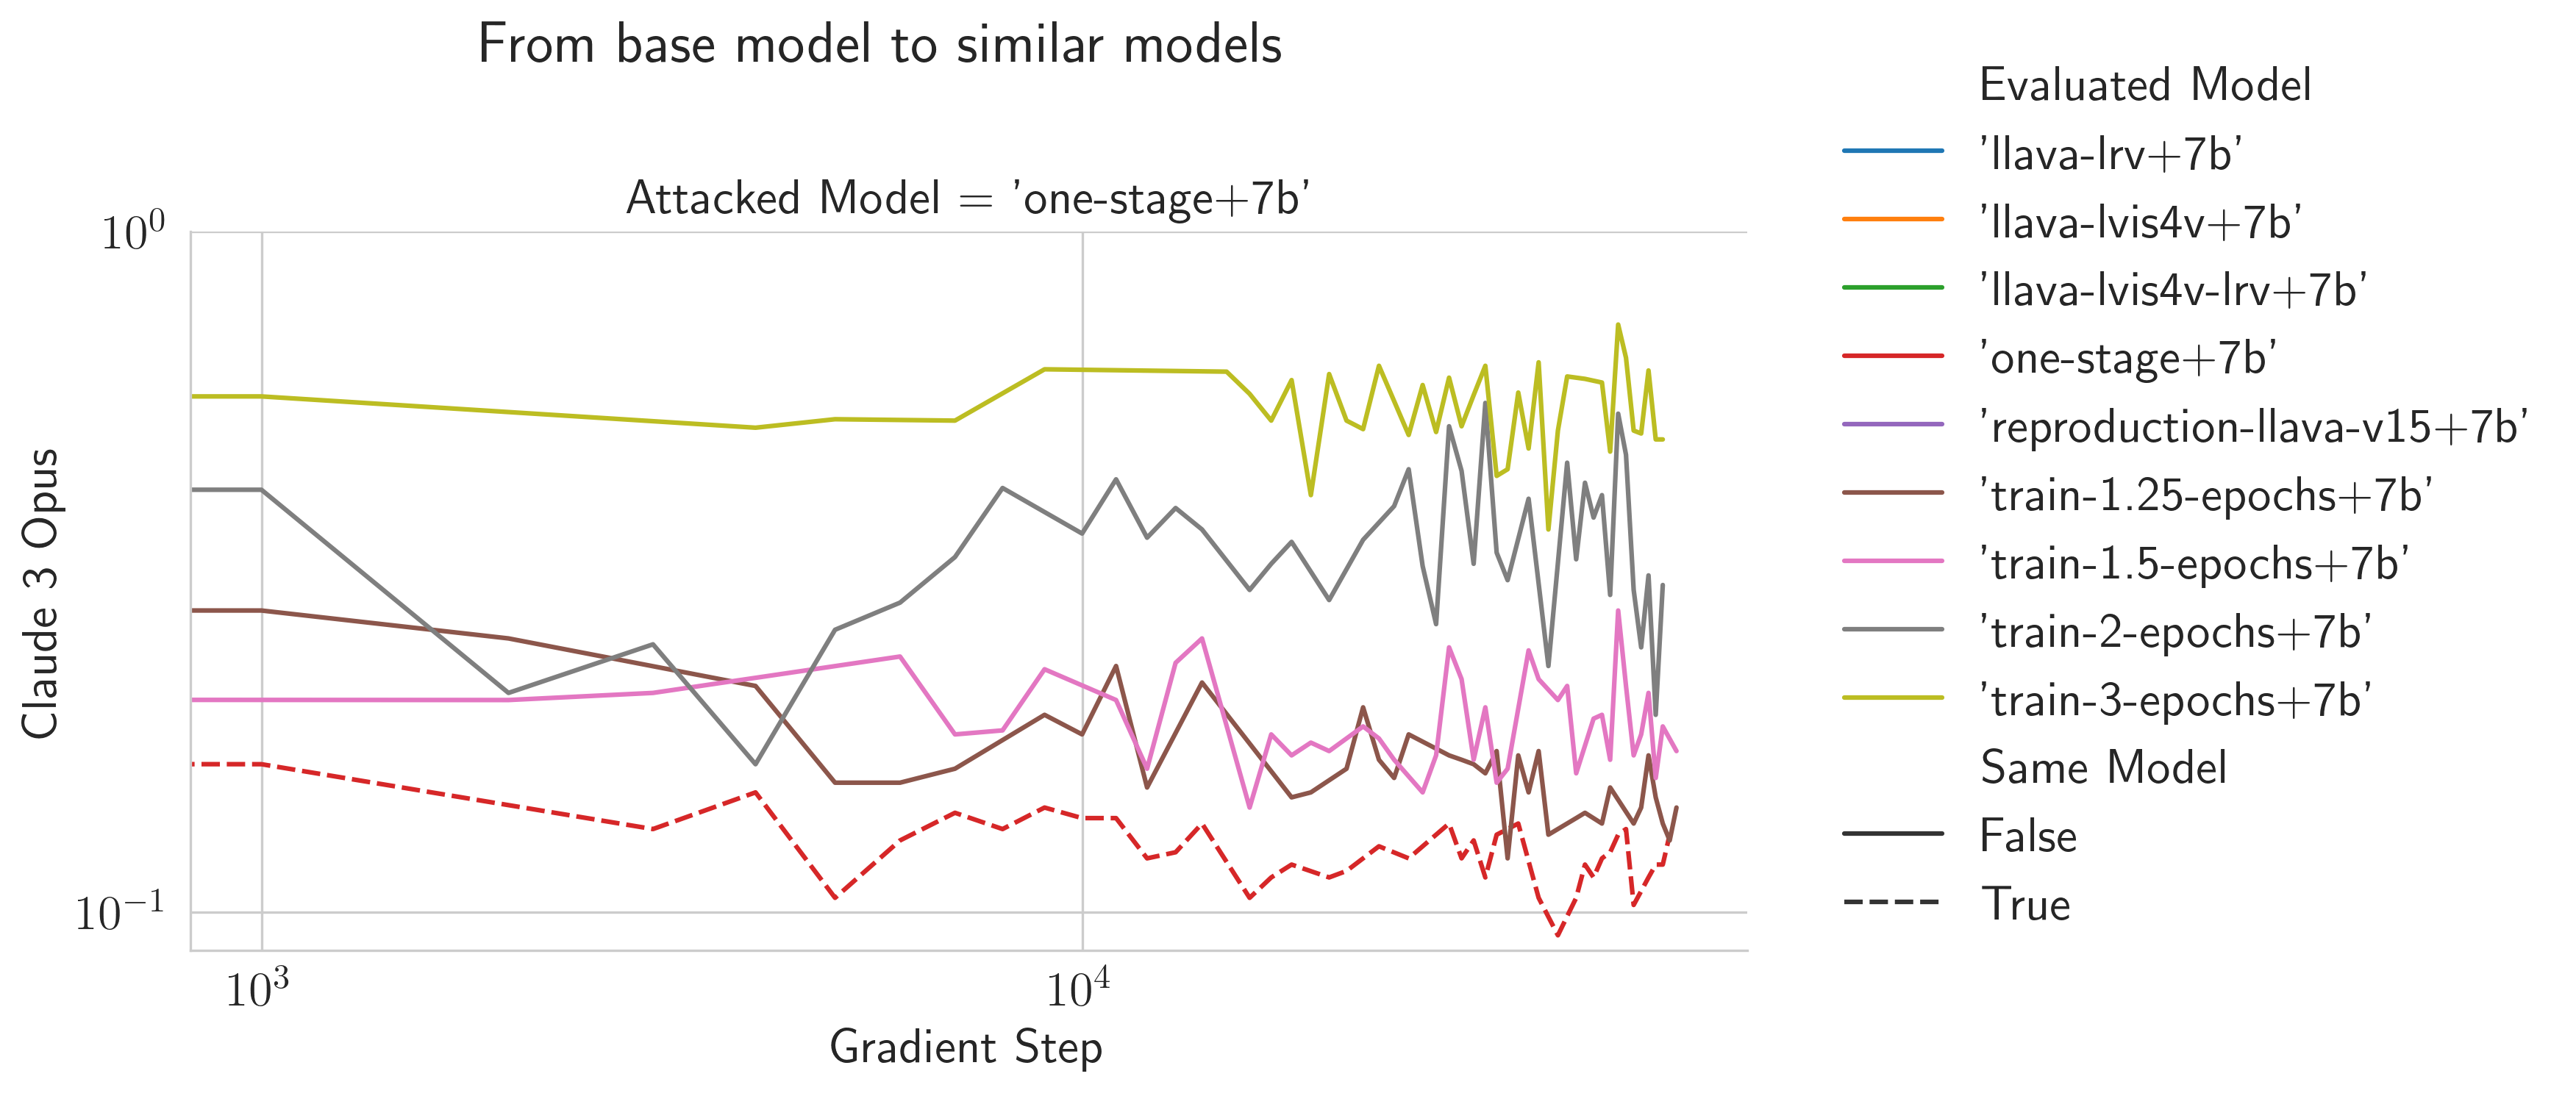 From base model to similar models
Attacked Model = 'one-stage+7b'
Claude 3 Opus
10^0
10^-1
10^3
10^4
Gradient Step
Evaluated Model
'llava-lrv+7b'
'llava-lvis4v+7b'
'llava-lvis4v-lrv+7b'
'one-stage+7b'
'reproduction-llava-v15+7b'
'train-1.25-epochs+7b'
'train-1.5-epochs+7b'
'train-2-epochs+7b'
'train-3-epochs+7b'
Same Model
False
True